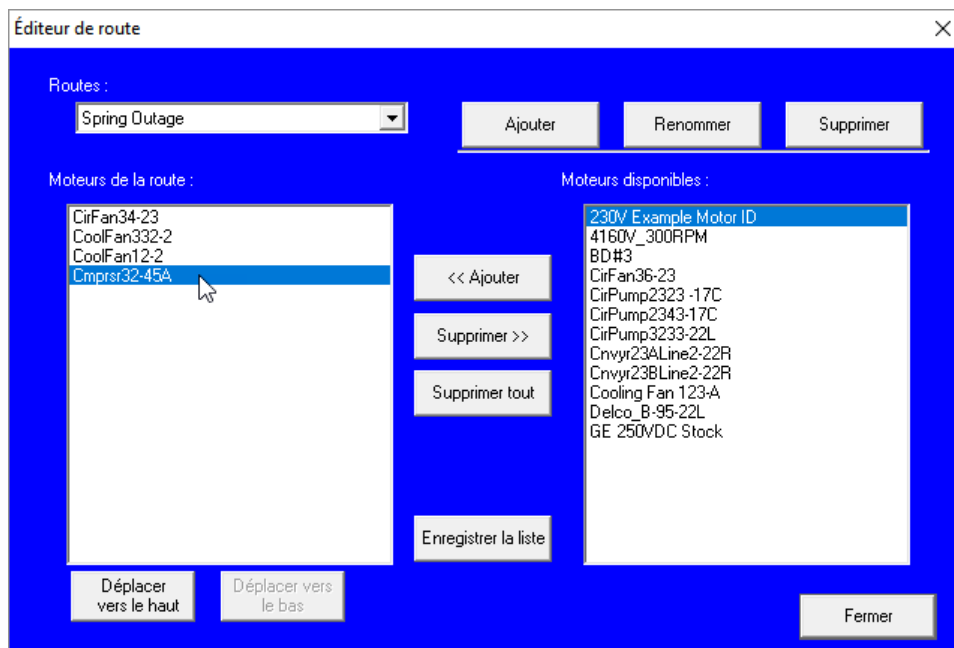 Éditeur de route
Routes :
Spring Outage
Ajouter
Renommer
Supprimer
Moteurs de la route :
CirFan34-23
CoolFan332-2
CoolFan12-2
Cmprsr32-45A
<< Ajouter
Supprimer >>
Supprimer tout
Enregistrer la liste
Moteurs disponibles :
230V Example Motor ID
4160V_300RPM
BD#3
CirFan36-23
CirPump2323 -17C
CirPump2343-17C
CirPump3233-22L
Cnvyr23ALine2-22R
Cnvyr23BLine2-22R
Cooling Fan 123-A
Delco_B-95-22L
GE 250VDC Stock
Déplacer
vers le haut
Déplacer vers
le bas
Fermer